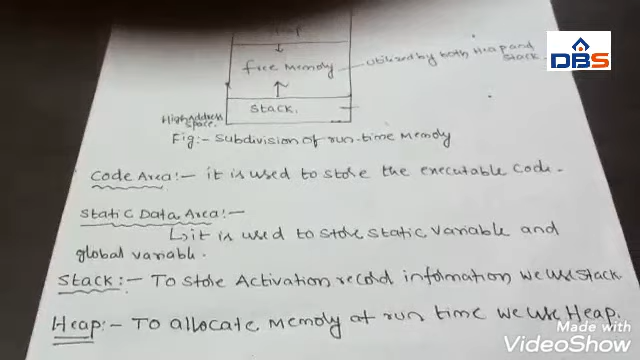 free Memory
utilised by both Heap and
Stack.
Stack.
High Address
Space.
Fig:- Subdivision of run-time Memory
Code Area:- it is used to store the executable code.
Static Data Area:-
it is used to store static variable and
global variable.
Stack:- To store Activation record information we use Stack.
Heap:- To allocate Memory at run time we use Heap.
DBS
Made with
VideoShow